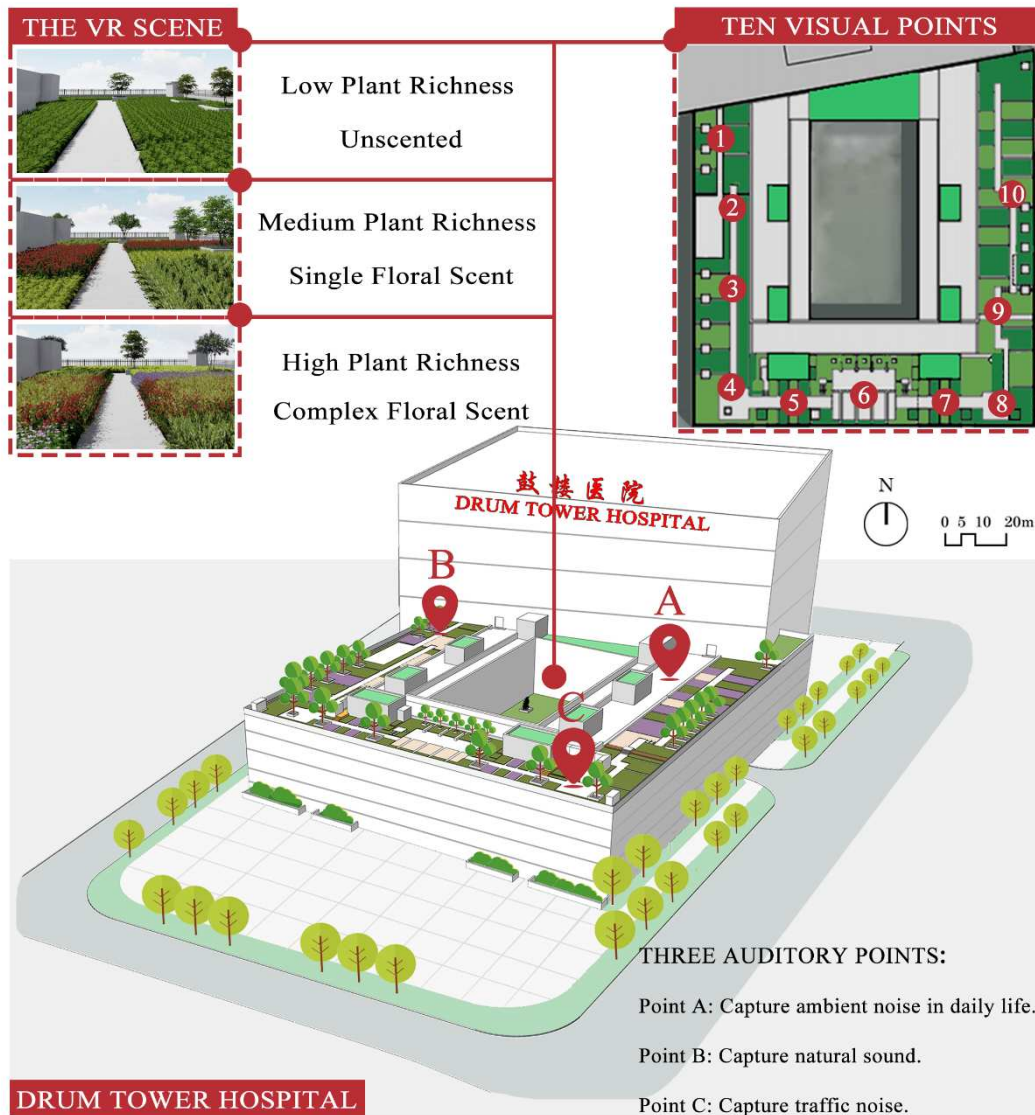 THE VR SCENE
Low Plant Richness
Unscented
Medium Plant Richness
Single Floral Scent
High Plant Richness
Complex Floral Scent
TEN VISUAL POINTS
1
2
3
4
5
6
7
8
9
10
鼓楼医院
DRUM TOWER HOSPITAL
N
0 5 10 20m
B
A
C
THREE AUDITORY POINTS:
Point A: Capture ambient noise in daily life.
Point B: Capture natural sound.
Point C: Capture traffic noise.
DRUM TOWER HOSPITAL